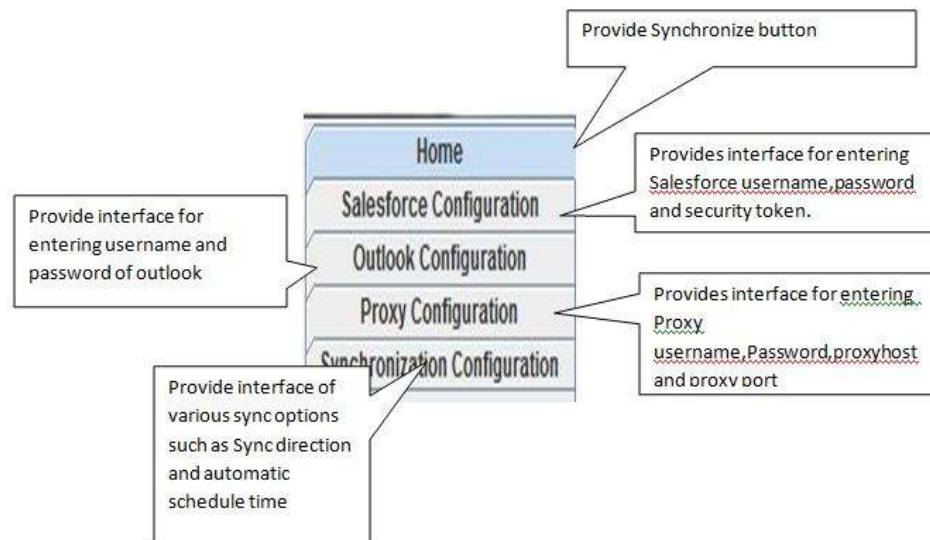 Provide Synchronize button
Home
Provides interface for entering
Salesforce username,password
and security token.
Salesforce Configuration
Provide interface for
entering username and
password of outlook
Outlook Configuration
Proxy Configuration
Provides interface for entering
Proxy
username,Password,proxyhost
and proxy port
Synchronization Configuration
Provide interface of
various sync options
such as Sync direction
and automatic
schedule time